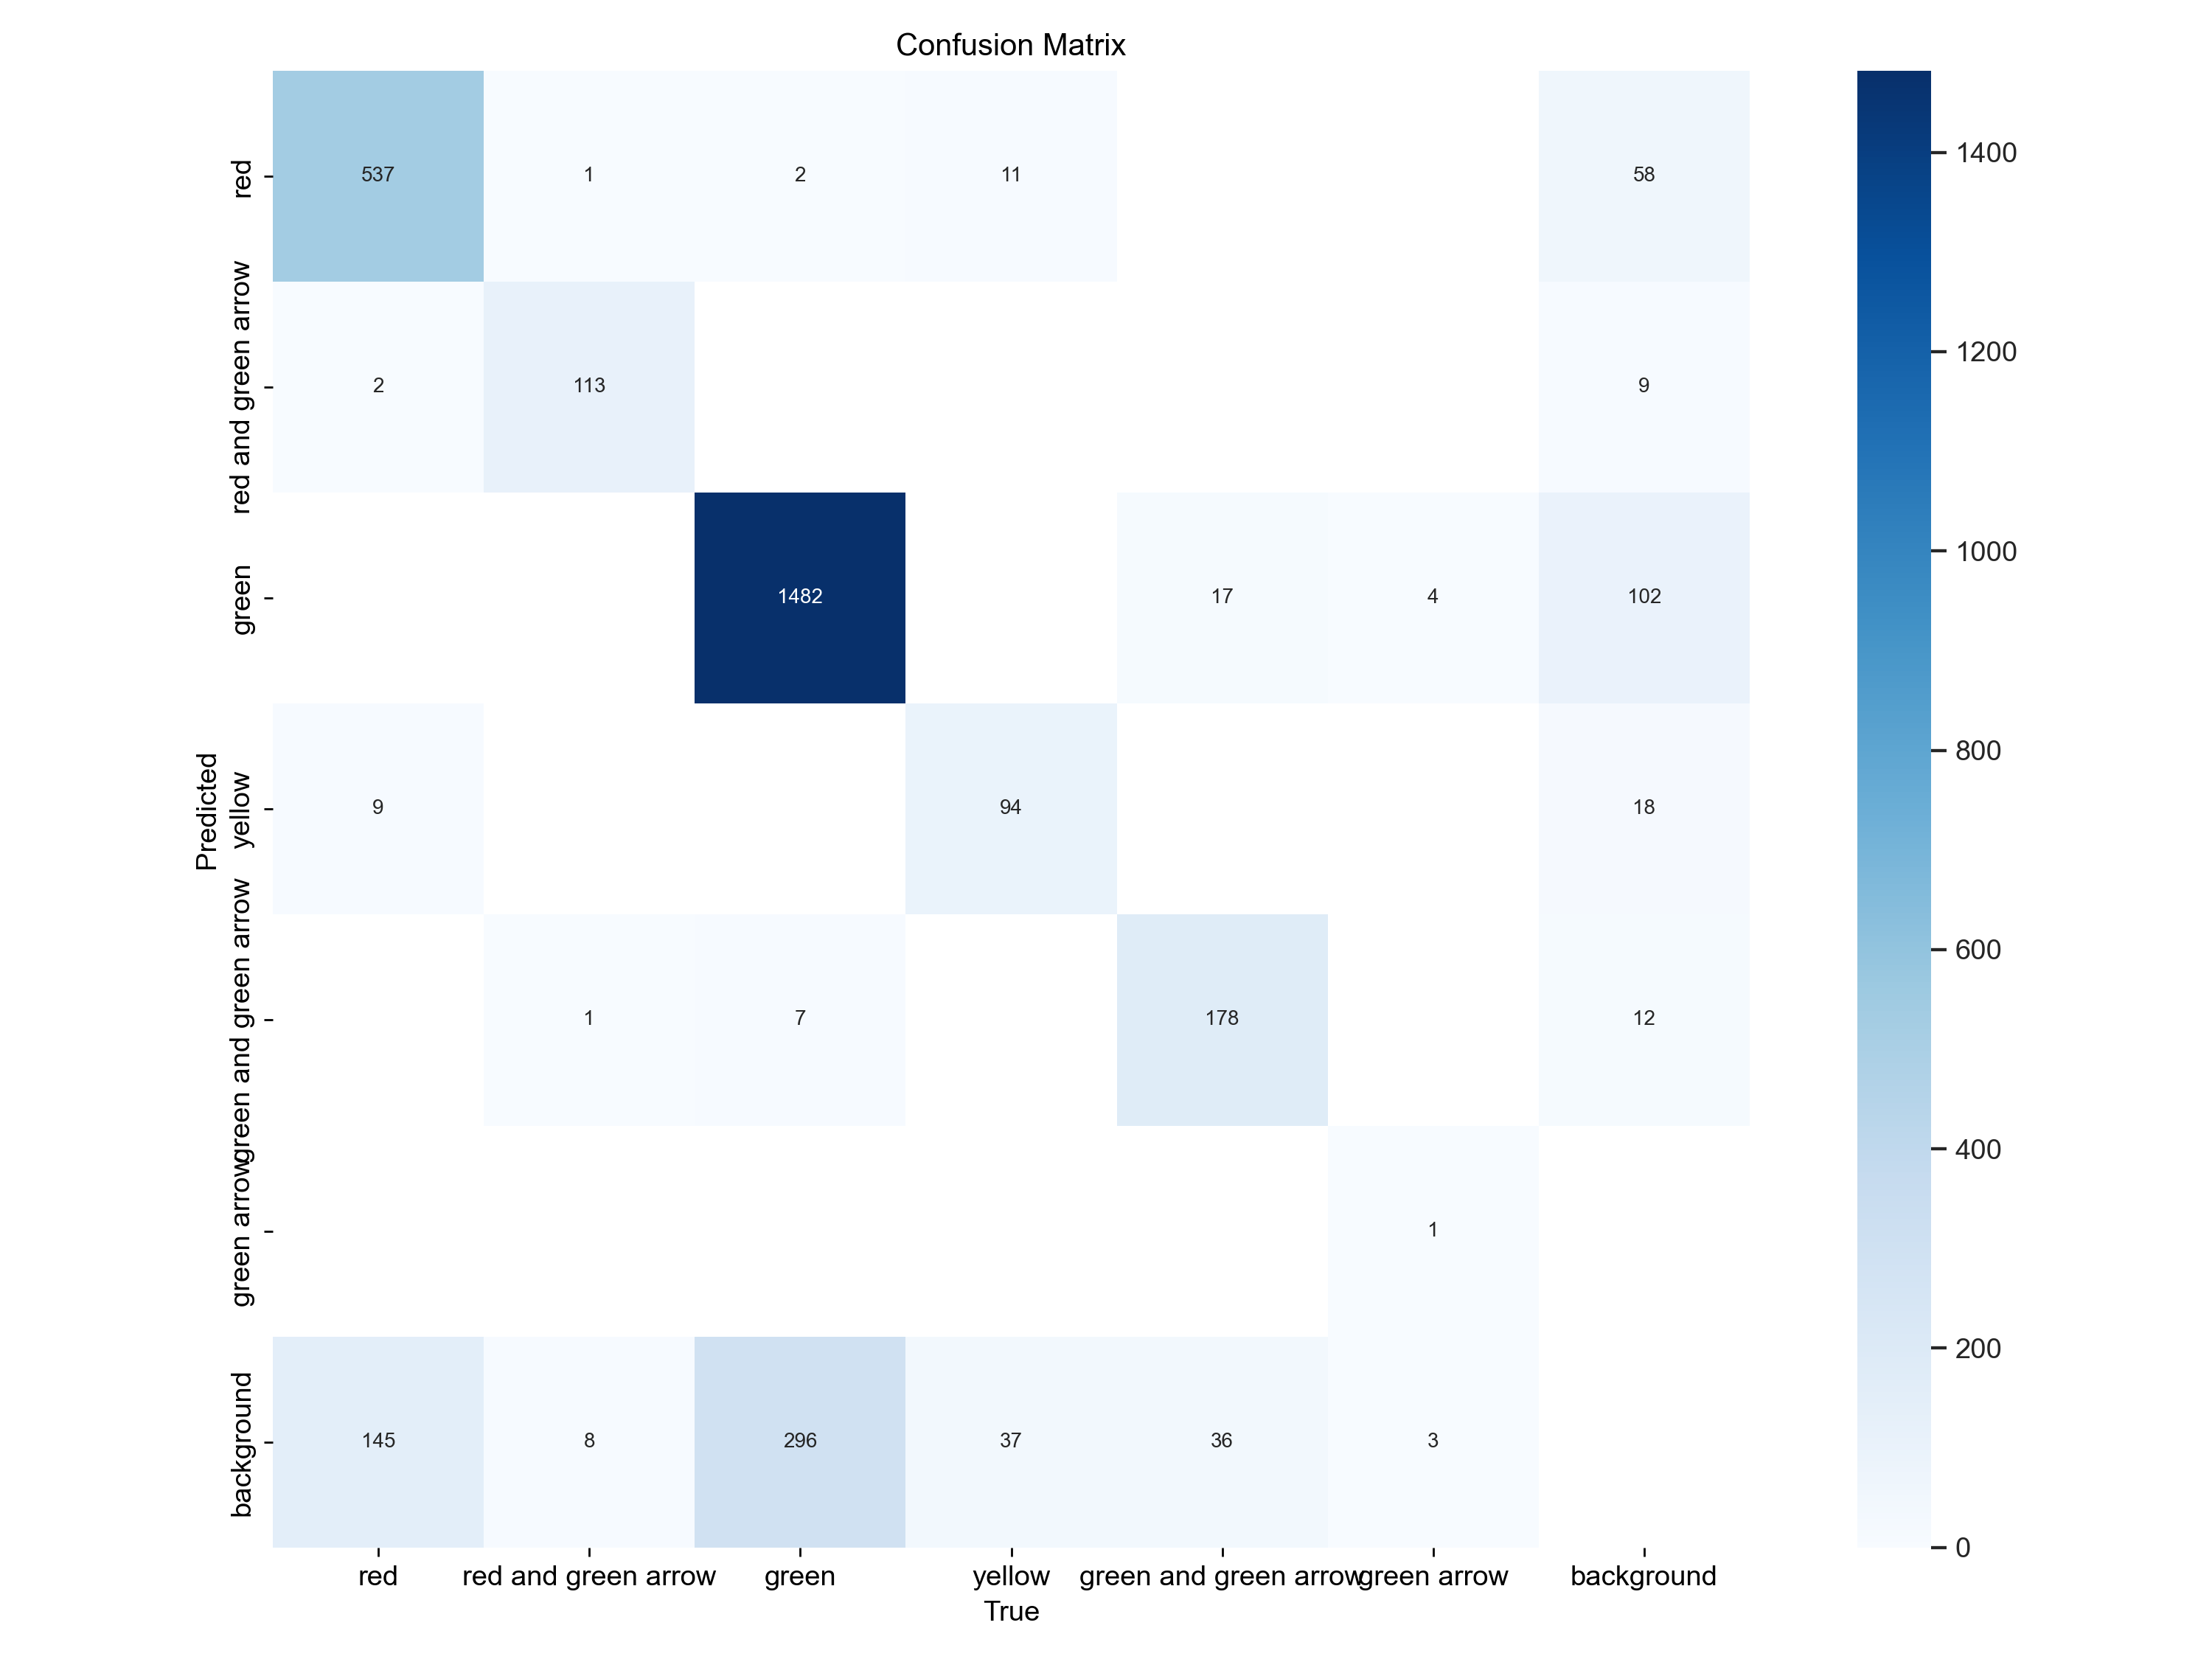 Confusion Matrix
red
537
1
2
11
58
red and green arrow
2
113
9
green
1482
17
4
102
Predicted
yellow
9
94
18
green and green arrow
1
7
178
12
green arrow
1
background
145
8
296
37
36
3
red
red and green arrow
green
yellow
green and green arrow
green arrow
background
True
1400
1200
1000
800
600
400
200
0